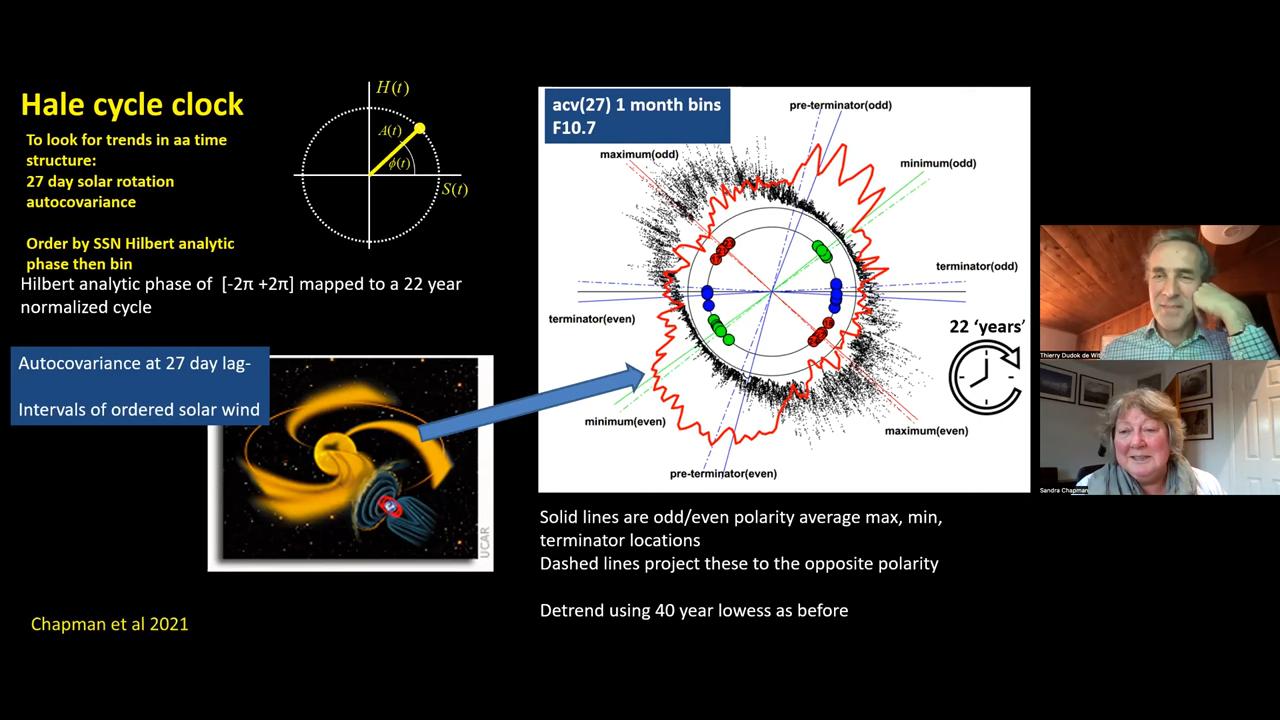 Hale cycle clock
To look for trends in aa time
structure:
27 day solar rotation
autocovariance
Order by SSN Hilbert analytic
phase then bin
Hilbert analytic phase of [-2π +2π] mapped to a 22 year
normalized cycle
H(t)
A(t)
ϕ(t)
S(t)
Autocovariance at 27 day lag-
Intervals of ordered solar wind
UCAR
Chapman et al 2021
acv(27) 1 month bins
F10.7
pre-terminator(odd)
maximum(odd)
minimum(odd)
terminator(odd)
terminator(even)
22 ‘years’
minimum(even)
maximum(even)
pre-terminator(even)
Solid lines are odd/even polarity average max, min,
terminator locations
Dashed lines project these to the opposite polarity
Detrend using 40 year lowess as before
Thierry Dudok de Wit
Sandra Chapman